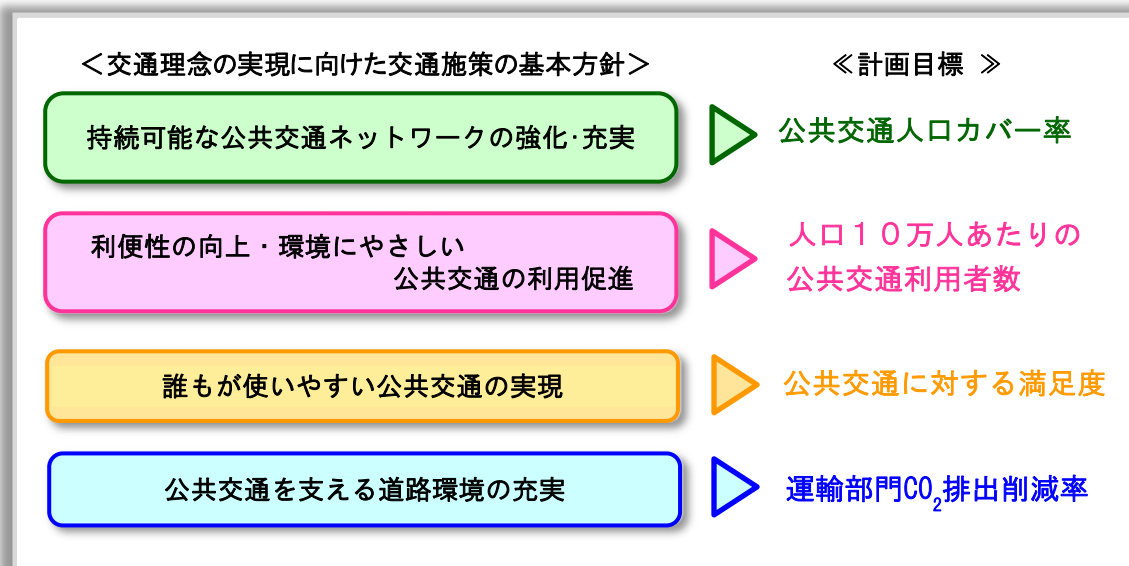 ＜交通理念の実現に向けた交通施策の基本方針＞
≪計画目標 ≫
持続可能な公共交通ネットワークの強化･充実
公共交通人口カバー率
利便性の向上・環境にやさしい
公共交通の利用促進
人口１０万人あたりの
公共交通利用者数
誰もが使いやすい公共交通の実現
公共交通に対する満足度
公共交通を支える道路環境の充実
運輸部門CO₂排出削減率